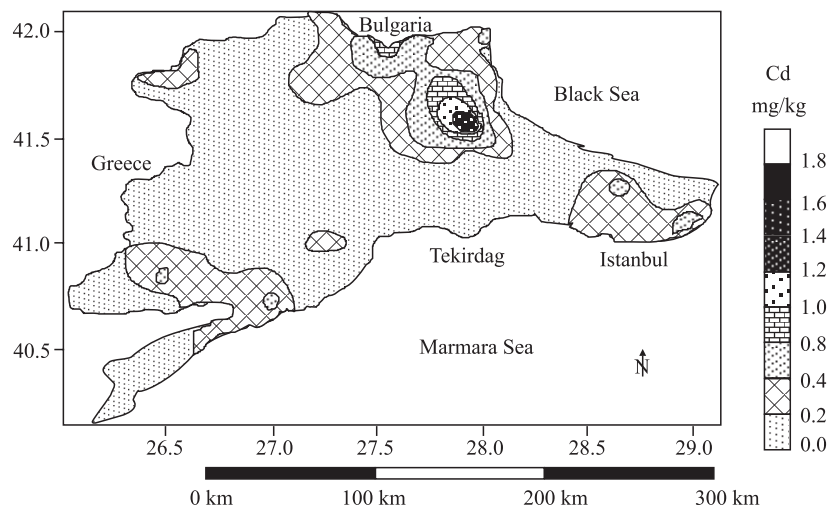 42.0
41.5
41.0
40.5
Bulgaria
Black Sea
Greece
Tekirdag
Istanbul
Marmara Sea
N
26.5 27.0 27.5 28.0 28.5 29.0
0 km 100 km 200 km 300 km
Cd
mg/kg
1.8
1.6
1.4
1.2
1.0
0.8
0.4
0.2
0.0